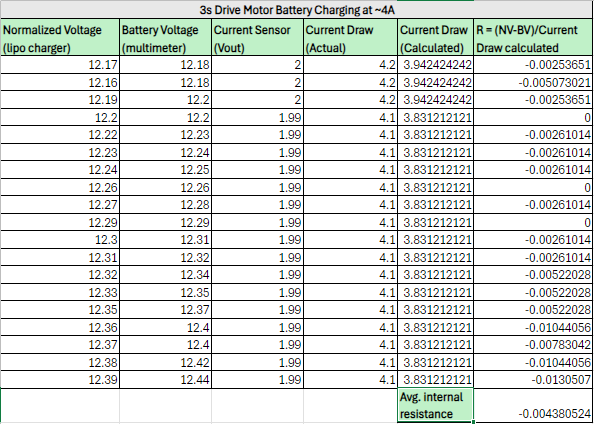 3s Drive Motor Battery Charging at ~4A
Normalized Voltage (lipo charger) Battery Voltage (multimeter) Current Sensor (Vout) Current Draw (Actual) Current Draw (Calculated) R = (NV-BV)/Current Draw calculated
12.17 12.18 2 4.2 3.942424242 -0.00253651
12.16 12.18 2 4.2 3.942424242 -0.005073021
12.19 12.2 2 4.2 3.942424242 -0.00253651
12.2 12.2 1.99 4.1 3.831212121 0
12.22 12.23 1.99 4.1 3.831212121 -0.00261014
12.23 12.24 1.99 4.1 3.831212121 -0.00261014
12.24 12.25 1.99 4.1 3.831212121 -0.00261014
12.26 12.26 1.99 4.1 3.831212121 0
12.27 12.28 1.99 4.1 3.831212121 -0.00261014
12.29 12.29 1.99 4.1 3.831212121 0
12.3 12.31 1.99 4.1 3.831212121 -0.00261014
12.31 12.32 1.99 4.1 3.831212121 -0.00261014
12.32 12.34 1.99 4.1 3.831212121 -0.00522028
12.33 12.35 1.99 4.1 3.831212121 -0.00522028
12.35 12.37 1.99 4.1 3.831212121 -0.00522028
12.36 12.4 1.99 4.1 3.831212121 -0.01044056
12.37 12.4 1.99 4.1 3.831212121 -0.00783042
12.38 12.42 1.99 4.1 3.831212121 -0.01044056
12.39 12.44 1.99 4.1 3.831212121 -0.0130507
Avg. internal
resistance -0.004380524